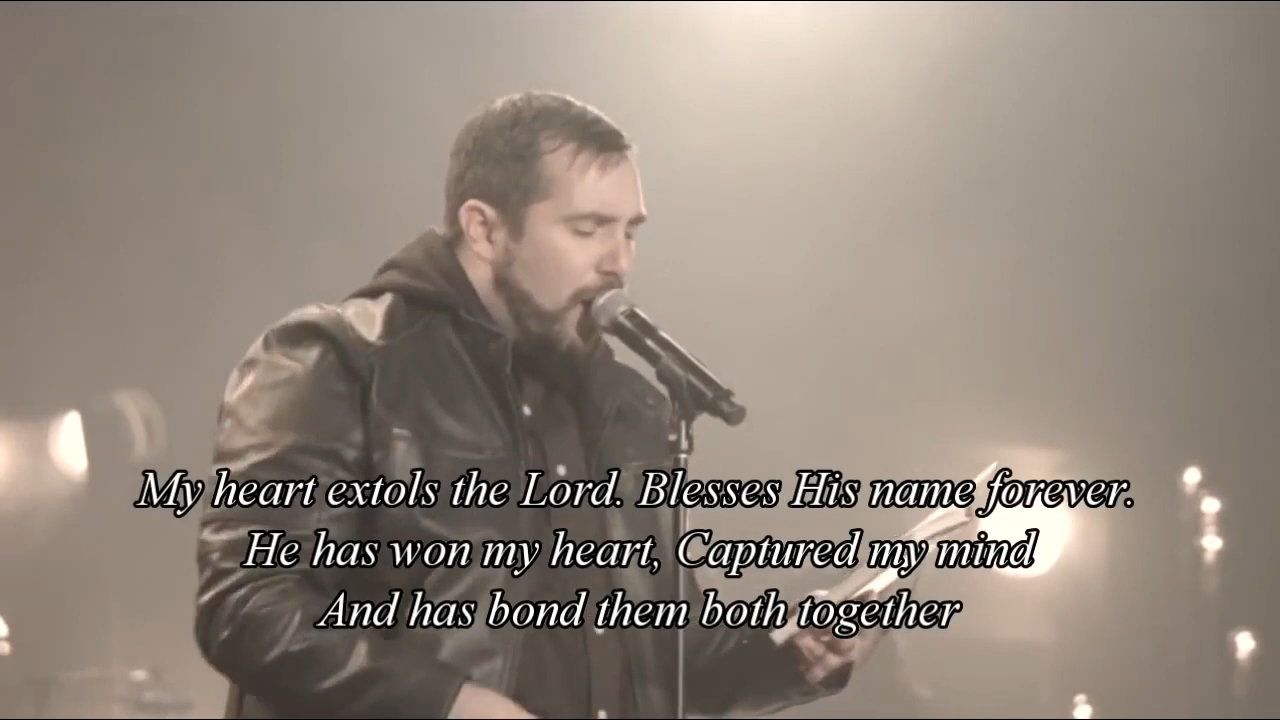 My heart extols the Lord. Blesses His name forever.
He has won my heart, Captured my mind
And has bond them both together